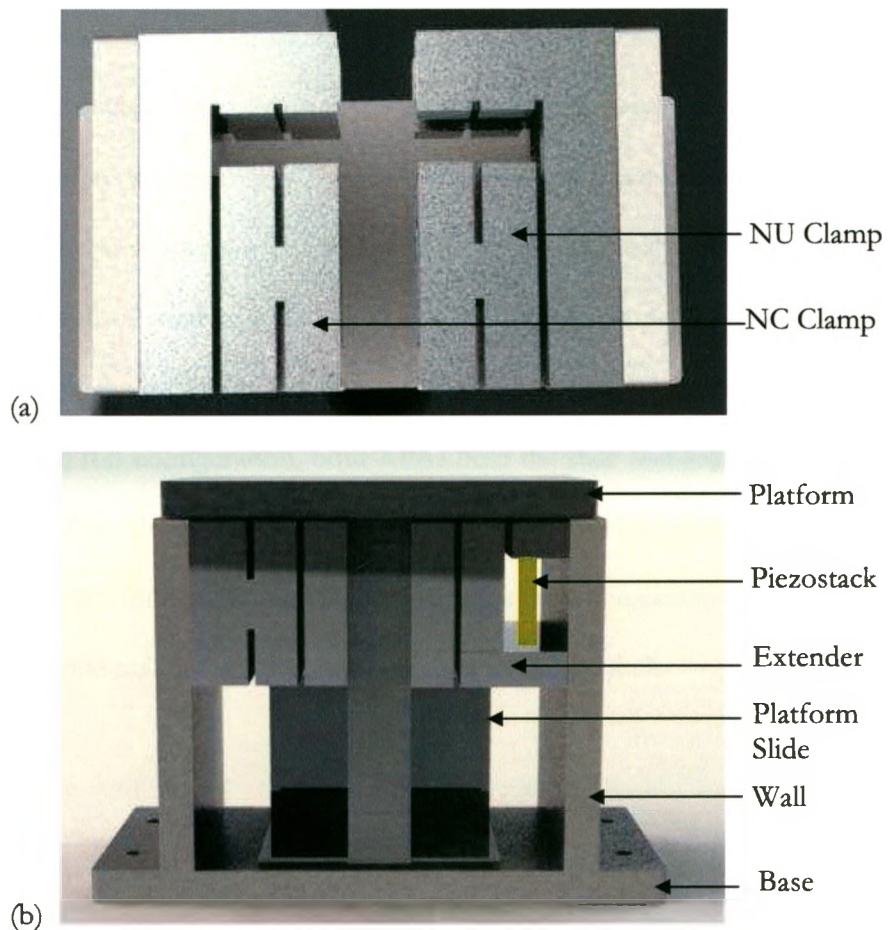 NU Clamp
NC Clamp
(a)
Platform
Piezostack
Extender
Platform
Slide
Wall
Base
(b)